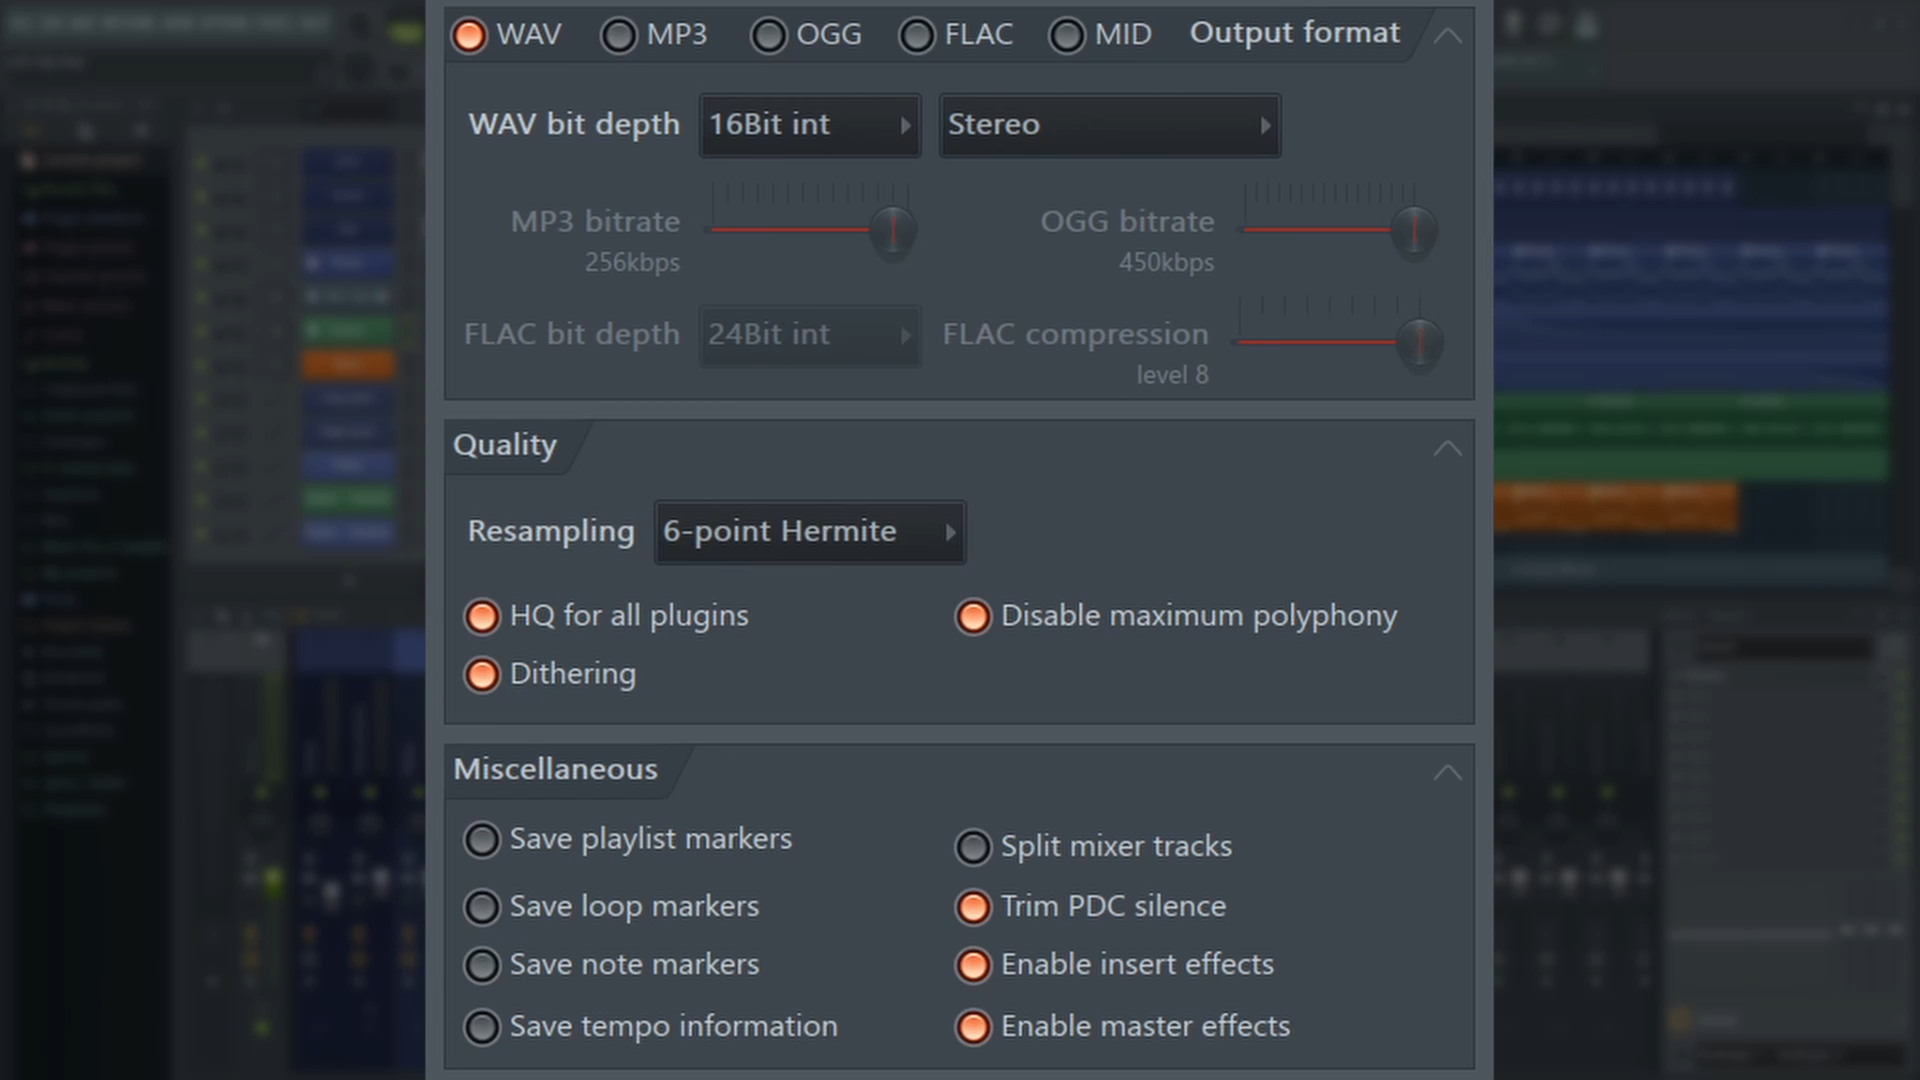 WAV MP3 OGG FLAC MID Output format
WAV bit depth 16Bit int Stereo
MP3 bitrate OGG bitrate
256kbps 450kbps
FLAC bit depth 24Bit int FLAC compression
level 8
Quality
Resampling 6-point Hermite
HQ for all plugins Disable maximum polyphony
Dithering
Miscellaneous
Save playlist markers Split mixer tracks
Save loop markers Trim PDC silence
Save note markers Enable insert effects
Save tempo information Enable master effects